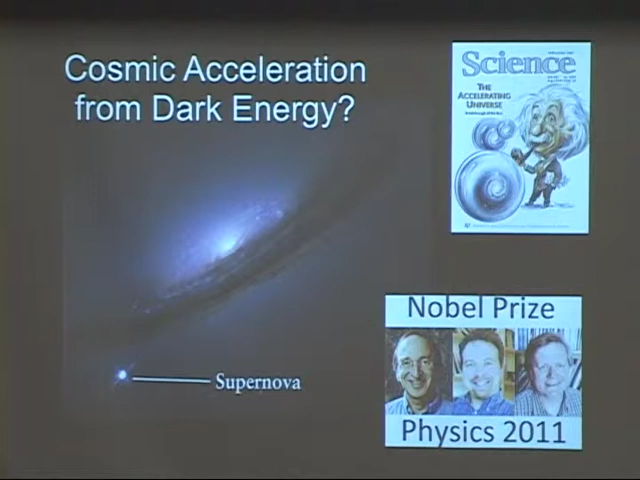 Cosmic Acceleration
from Dark Energy?
Supernova
Science
THE
ACCELERATING
UNIVERSE
Nobel Prize
Physics 2011